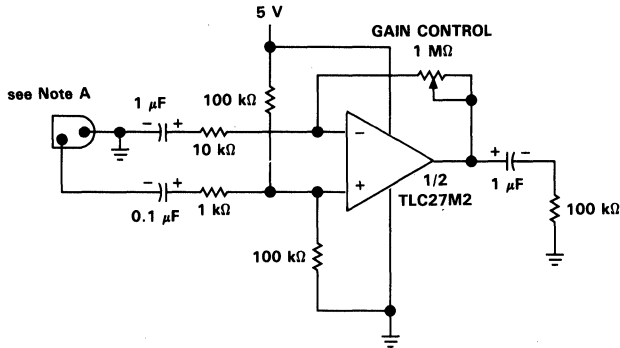 5 V
GAIN CONTROL
1 MΩ
see Note A
1 μF
100 kΩ
− +
10 kΩ
−
− +
0.1 μF
1 kΩ
+
1/2
TLC27M2
+ −
1 μF
100 kΩ
100 kΩ